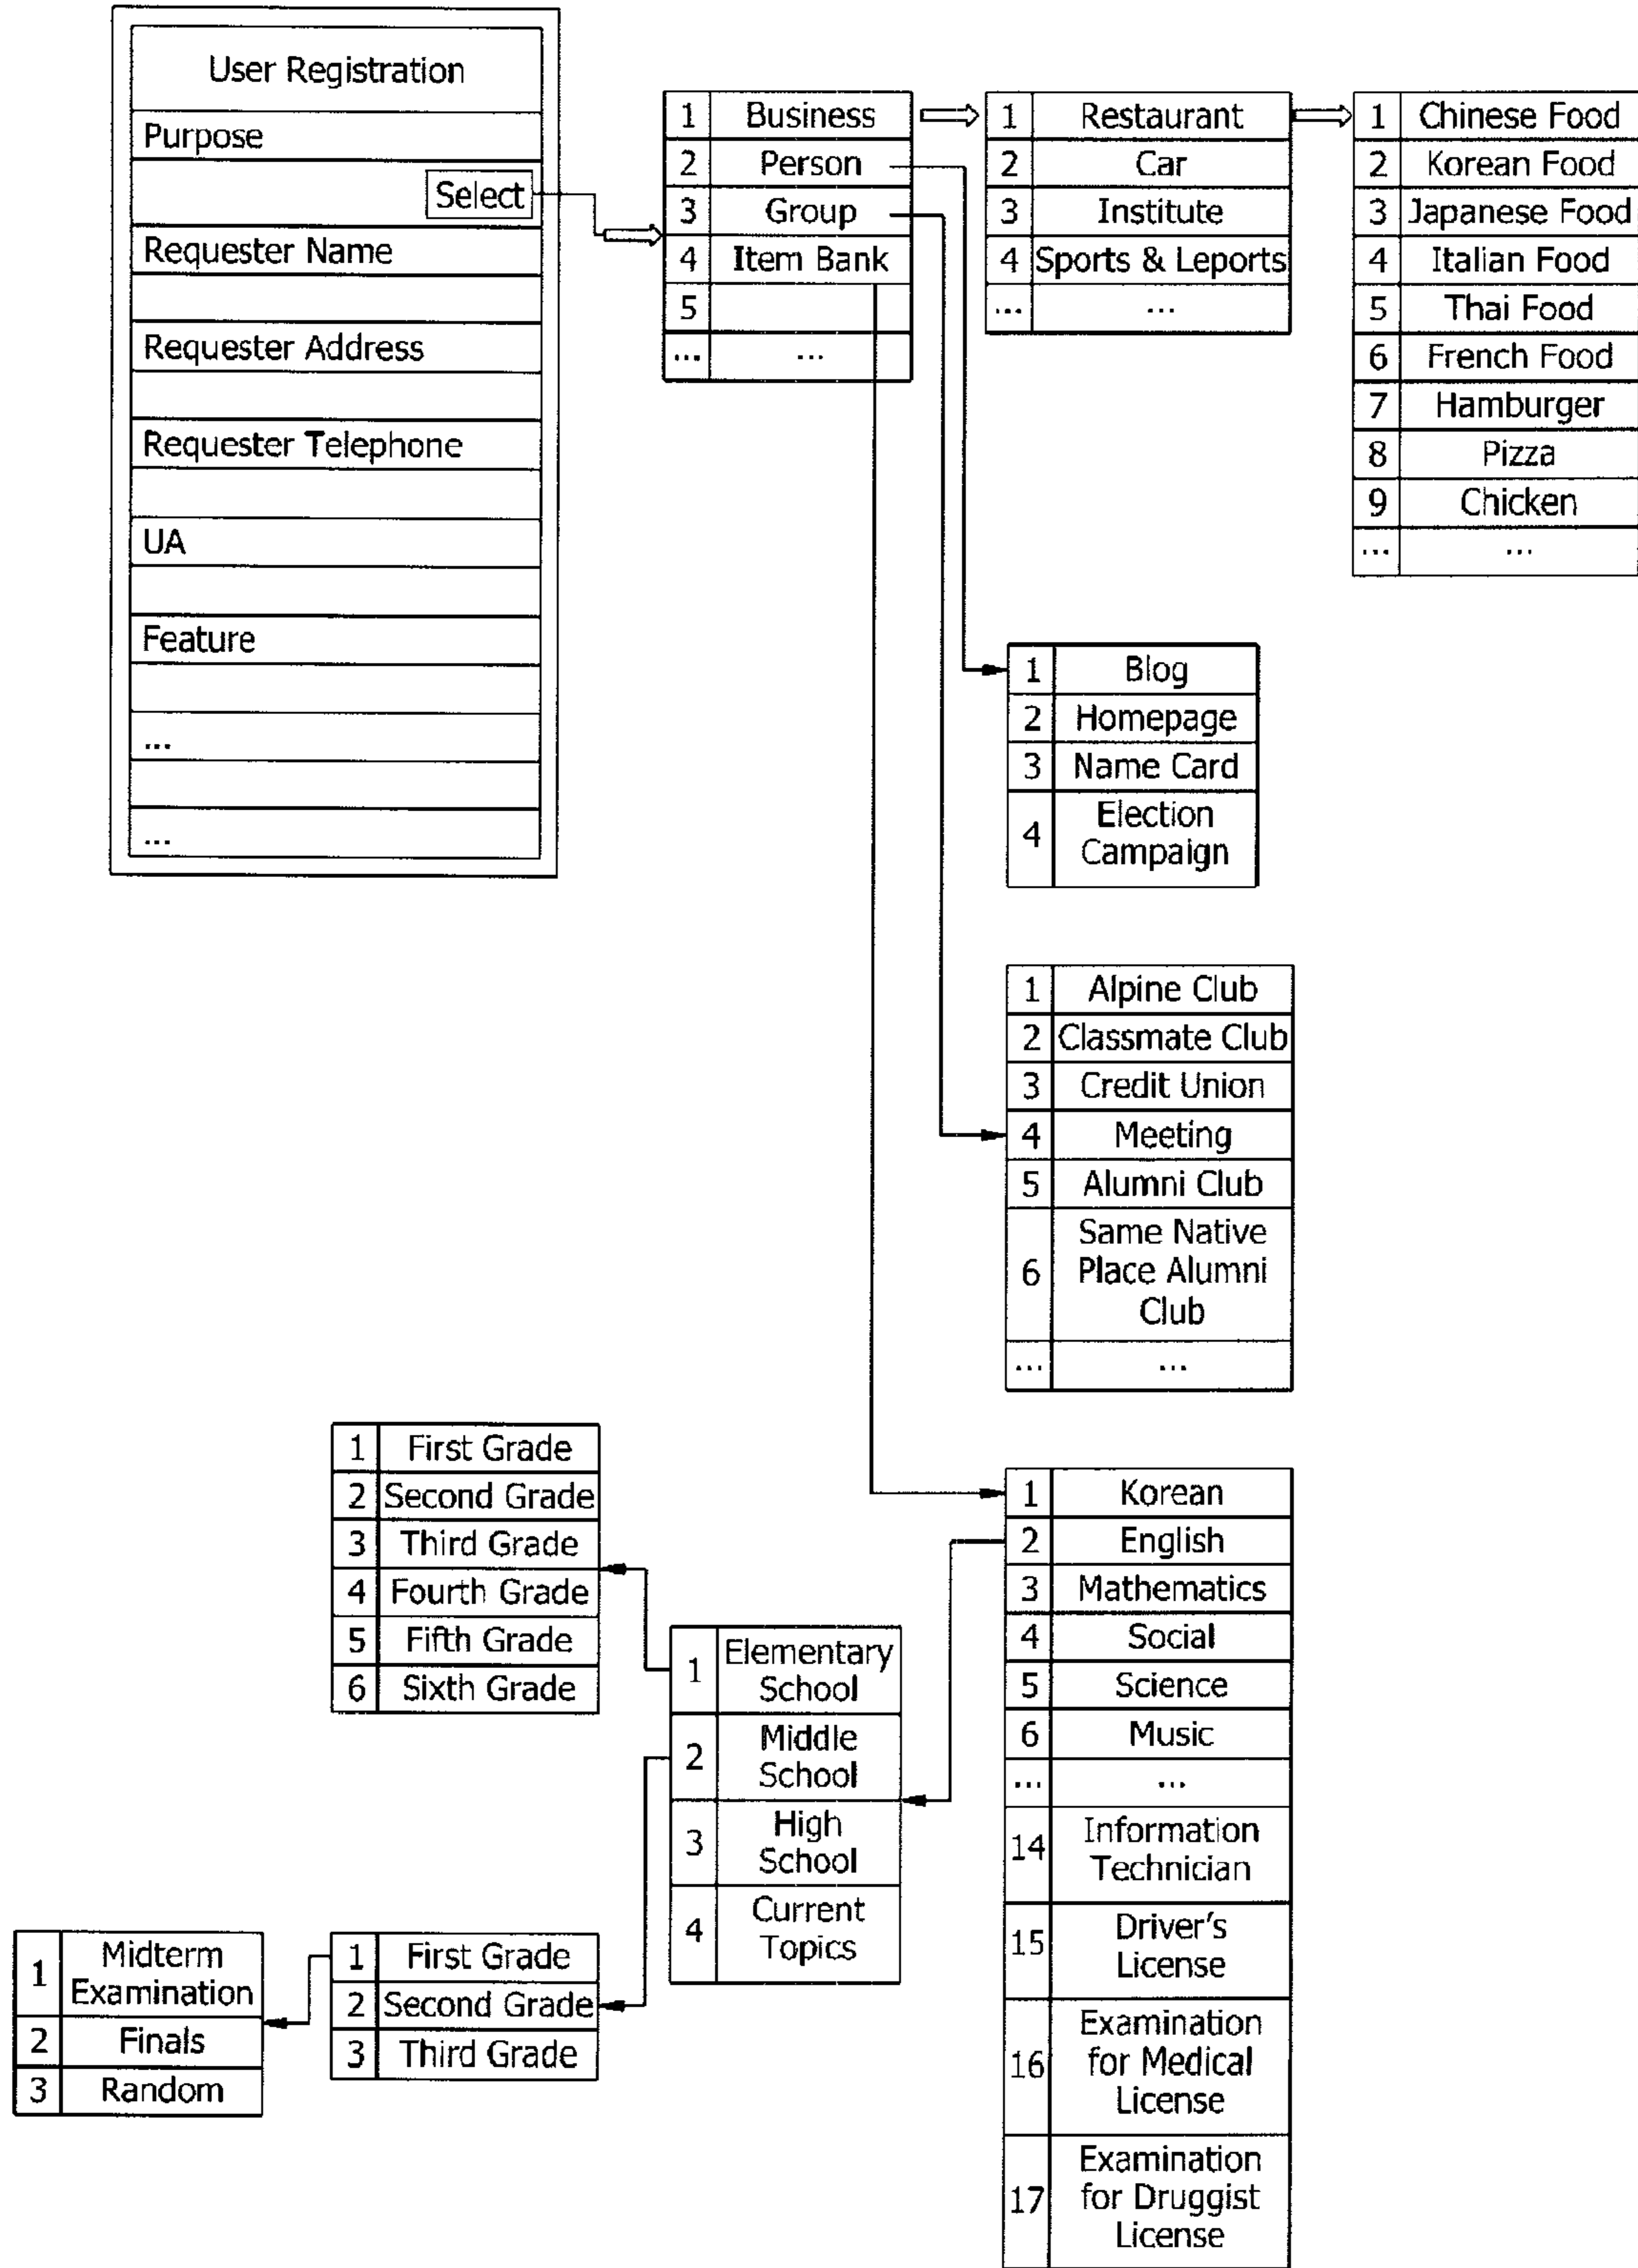 User Registration
Purpose
Select
Requester Name
Requester Address
Requester Telephone
UA
Feature
...
...
1 Business
2 Person
3 Group
4 Item Bank
5
... ...
1 Restaurant
2 Car
3 Institute
4 Sports & Leports
... ...
1 Chinese Food
2 Korean Food
3 Japanese Food
4 Italian Food
5 Thai Food
6 French Food
7 Hamburger
8 Pizza
9 Chicken
... ...
1 Blog
2 Homepage
3 Name Card
4 Election
Campaign
1 Alpine Club
2 Classmate Club
3 Credit Union
4 Meeting
5 Alumni Club
6 Same Native
Place Alumni
Club
... ...
1 Korean
2 English
3 Mathematics
4 Social
5 Science
6 Music
... ...
14 Information
Technician
15 Driver's
License
16 Examination
for Medical
License
17 Examination
for Druggist
License
1 Elementary
School
2 Middle
School
3 High
School
4 Current
Topics
1 First Grade
2 Second Grade
3 Third Grade
4 Fourth Grade
5 Fifth Grade
6 Sixth Grade
1 First Grade
2 Second Grade
3 Third Grade
1 Midterm
Examination
2 Finals
3 Random